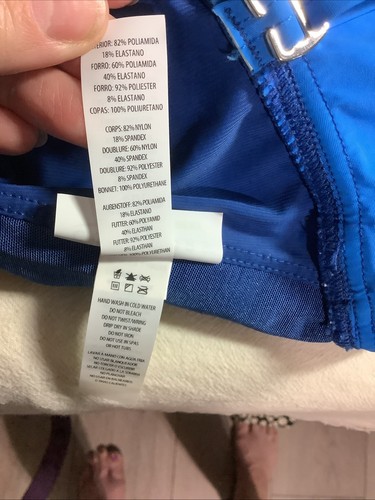 ERIOR: 82% POLIAMIDA
18% ELASTANO
FORRO: 60% POLIAMIDA
40% ELASTANO
FORRO: 92% POLIESTER
8% ELASTANO
COPAS: 100% POLIURETANO
CORPS: 82% NYLON
18% SPANDEX
DOUBLURE: 60% NYLON
40% SPANDEX
DOUBLURE: 92% POLYESTER
8% SPANDEX
BONNET: 100% POLYURETHANE
AUßENSTOFF: 82% POLIAMIDA
18% ELASTANO
FUTTER: 60% POLYAMID
40% ELASTHAN
FUTTER: 92% POLYESTER
8% ELASTHAN
100% POLYURETHAN
HAND WASH IN COLD WATER
DO NOT BLEACH
DO NOT TWIST/WRING
DRIP DRY IN SHADE
DO NOT IRON
DO NOT USE IN SPAS
OR HOT TUBS